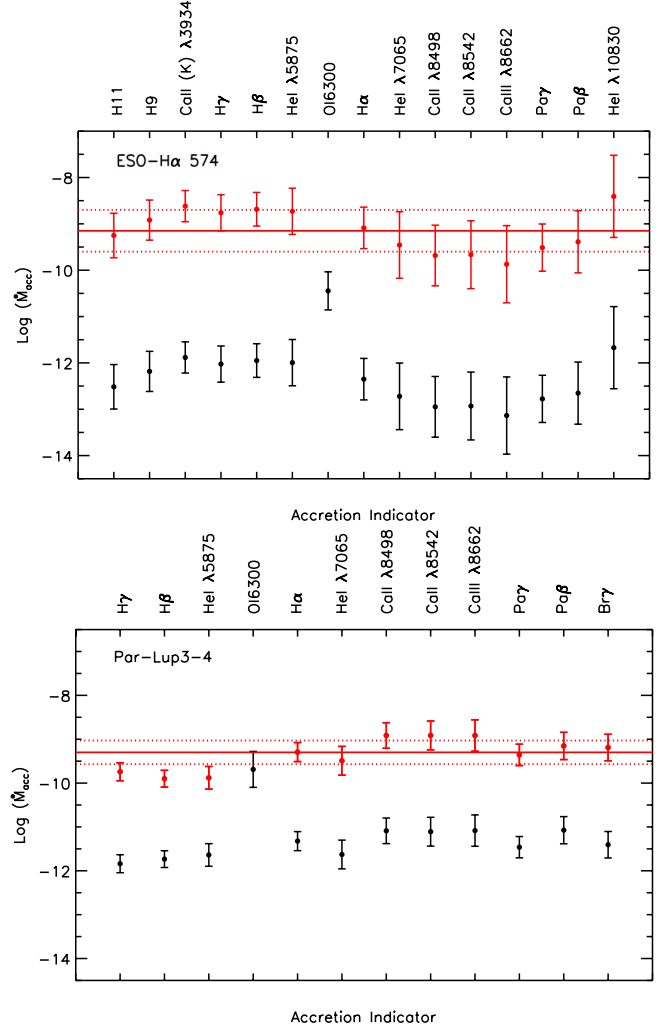 H11 H9 CaII (K) λ3934 Hγ Hβ HeI λ5875 OI6300 Hα HeI λ7065 CaII λ8498 CaII λ8542 CaIII λ8662 Paγ Paβ HeI λ10830
ESO-Hα 574
-8
-10
-12
-14
Log (Ṁacc)
Accretion Indicator
Hγ Hβ HeI λ5875 OI6300 Hα HeI λ7065 CaII λ8498 CaII λ8542 CaIII λ8662 Paγ Paβ Brγ
Par-Lup3-4
-8
-10
-12
-14
Log (Ṁacc)
Accretion Indicator